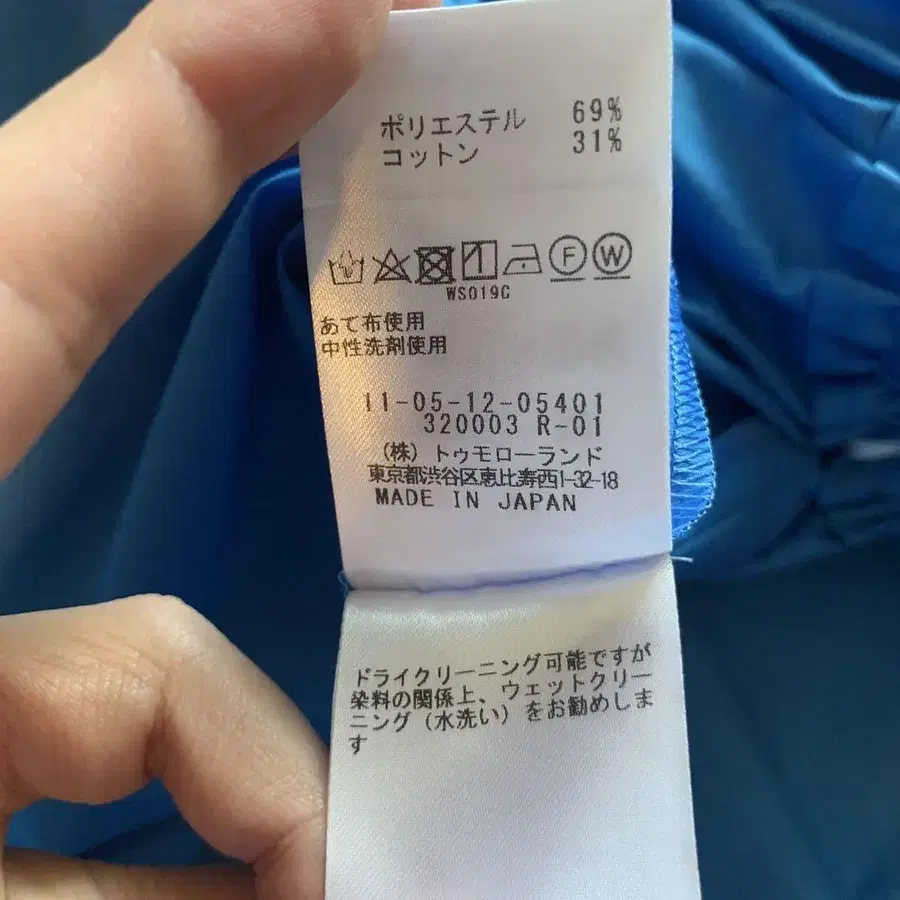 ポリエステル 69%
コットン 31%
F W
WS019C
あて布使用
中性洗剤使用
11-05-12-05401
320003 R-01
（株）トゥモローランド
東京都渋谷区恵比寿西1-32-18
MADE IN JAPAN
ドライクリーニング可能ですが
染料の関係上、ウェットクリー
ニング（水洗い）をお勧めしま
す